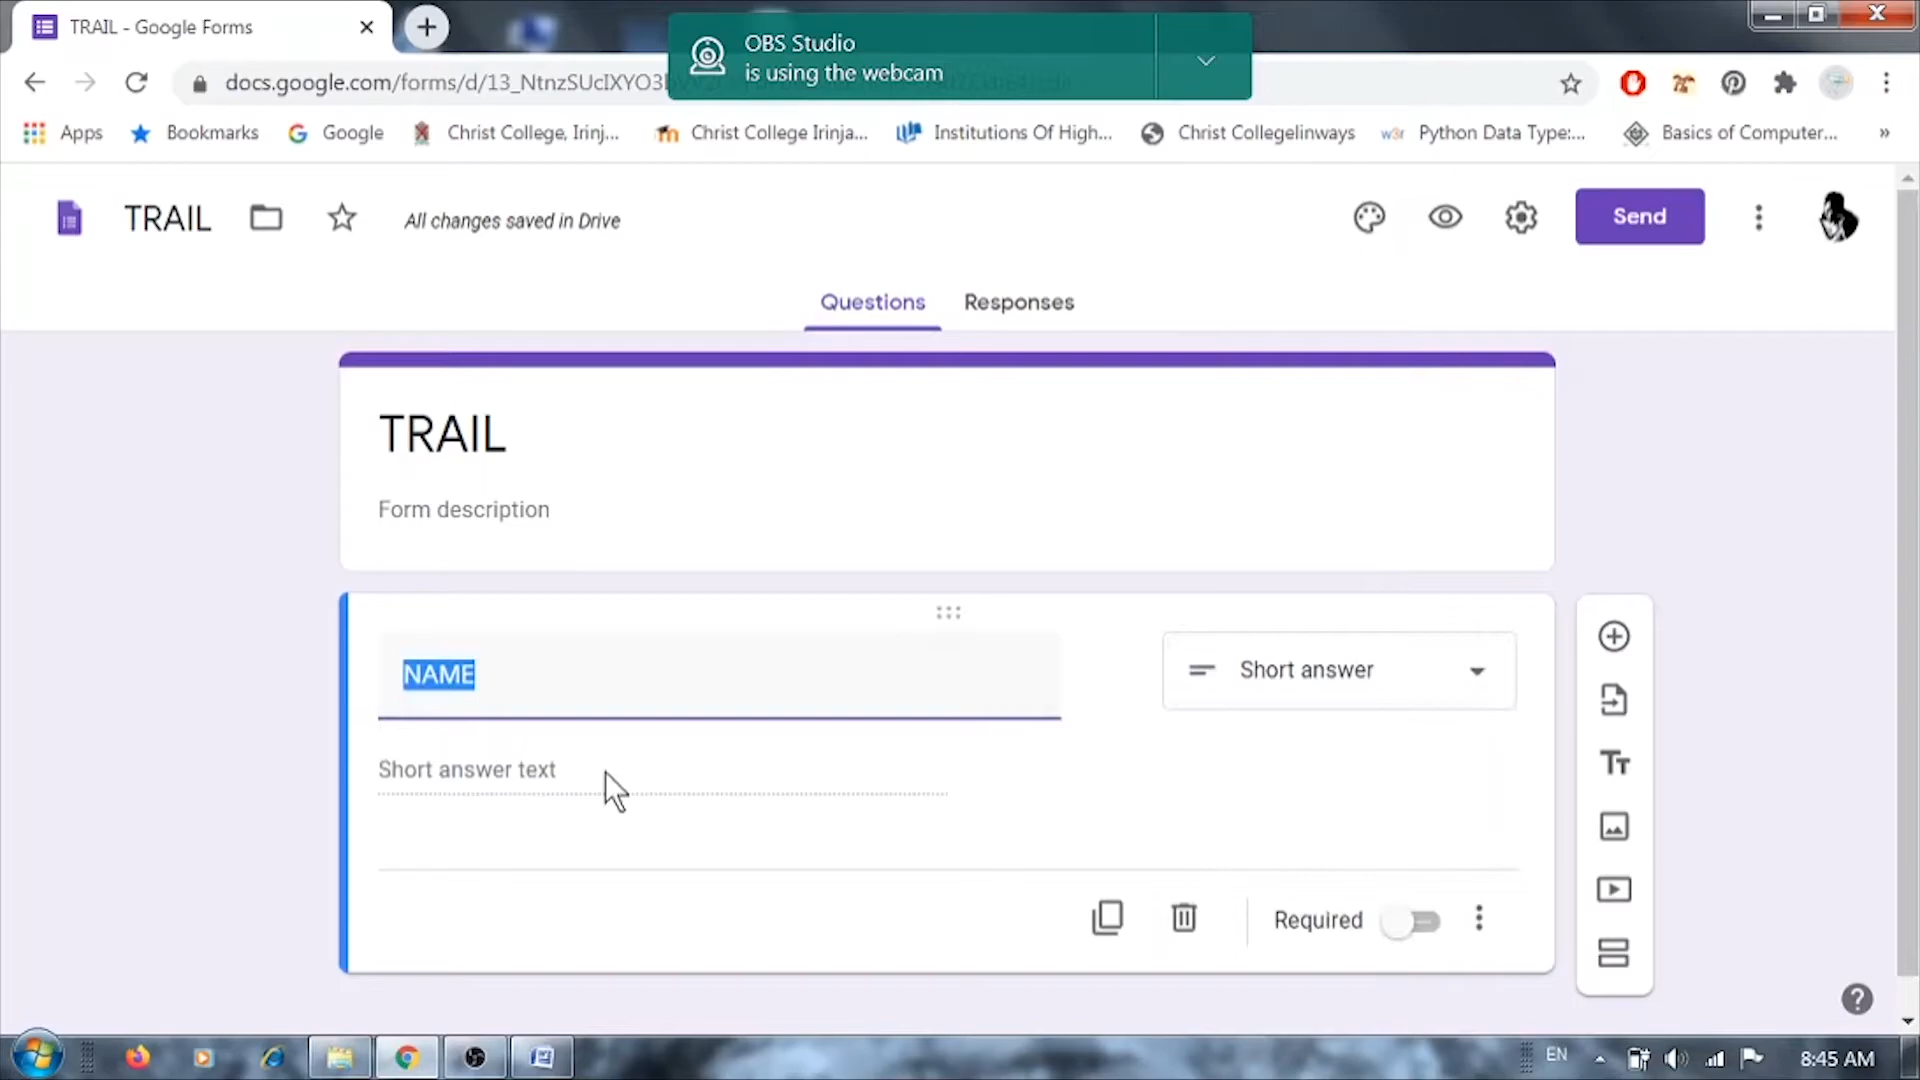 TRAIL - Google Forms
OBS Studio
is using the webcam
docs.google.com/forms/d/13_NtnzSUcIXYO3
Apps
Bookmarks
Google
Christ College, Irinj...
Christ College Irinja...
Institutions Of High...
Christ Collegelinways
Python Data Type:...
Basics of Computer...
»
TRAIL
All changes saved in Drive
Send
Questions
Responses
TRAIL
Form description
NAME
Short answer
Short answer text
Required
EN
8:45 AM